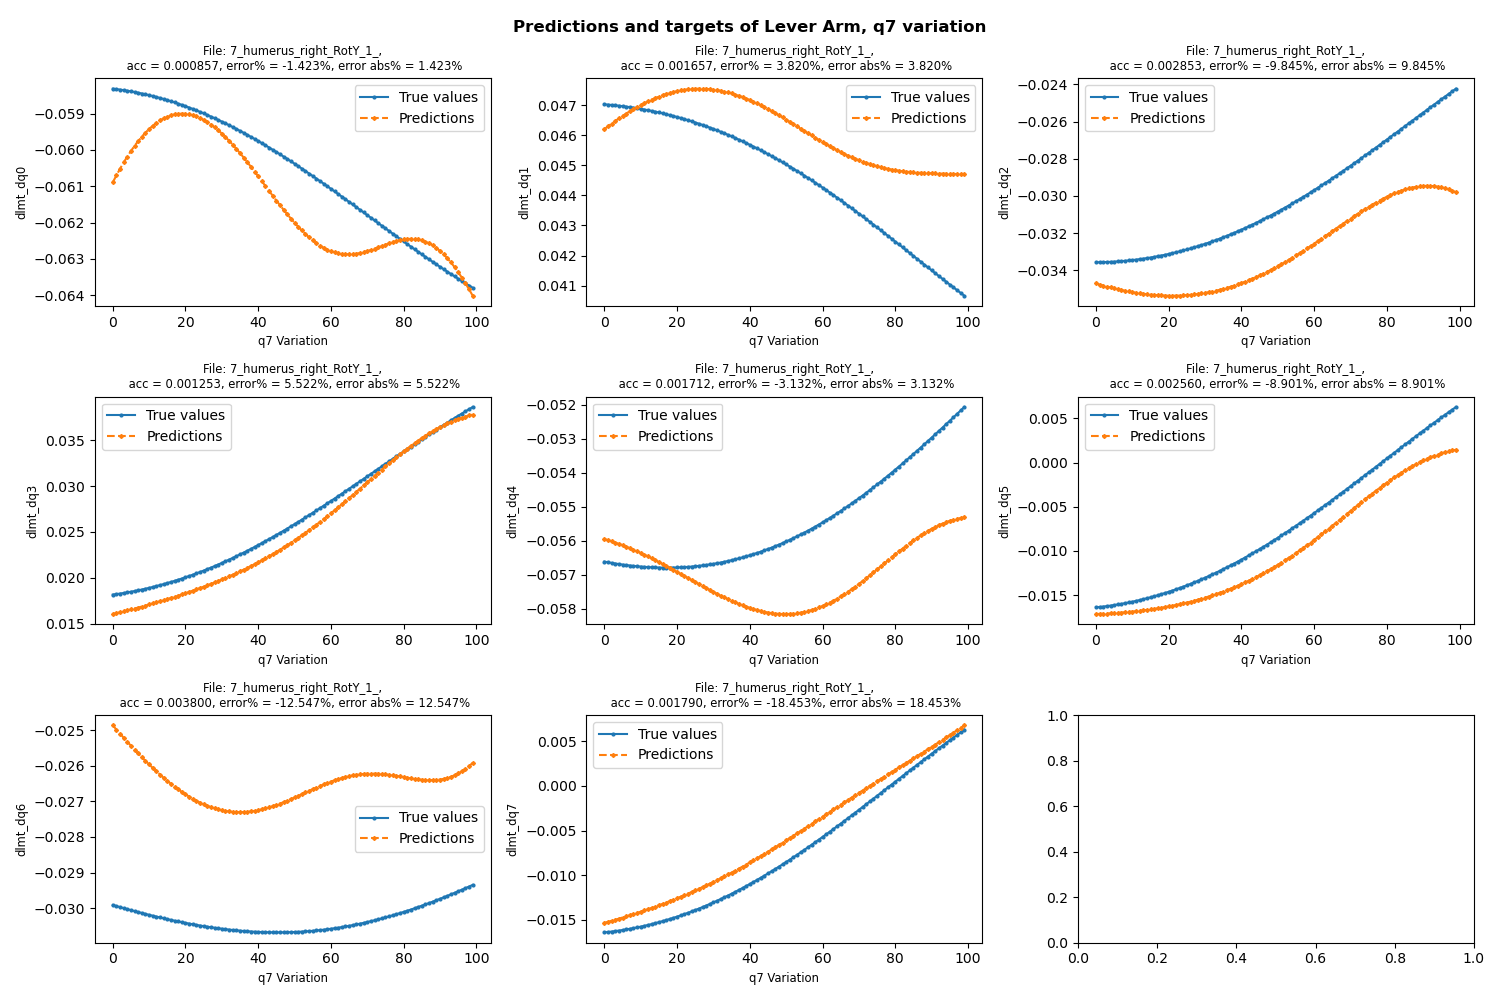 Predictions and targets of Lever Arm, q7 variation
File: 7_humerus_right_RotY_1_,
acc = 0.000857, error% = -1.423%, error abs% = 1.423%
−0.059
−0.060
−0.061
−0.062
−0.063
−0.064
dlmt_dq0
True values
Predictions
0 20 40 60 80 100
q7 Variation
File: 7_humerus_right_RotY_1_,
acc = 0.001657, error% = 3.820%, error abs% = 3.820%
0.047
0.046
0.045
0.044
0.043
0.042
0.041
dlmt_dq1
True values
Predictions
0 20 40 60 80 100
q7 Variation
File: 7_humerus_right_RotY_1_,
acc = 0.002853, error% = -9.845%, error abs% = 9.845%
−0.024
−0.026
−0.028
−0.030
−0.032
−0.034
dlmt_dq2
True values
Predictions
0 20 40 60 80 100
q7 Variation
File: 7_humerus_right_RotY_1_,
acc = 0.001253, error% = 5.522%, error abs% = 5.522%
0.035
0.030
0.025
0.020
0.015
dlmt_dq3
True values
Predictions
0 20 40 60 80 100
q7 Variation
File: 7_humerus_right_RotY_1_,
acc = 0.001712, error% = -3.132%, error abs% = 3.132%
−0.052
−0.053
−0.054
−0.055
−0.056
−0.057
−0.058
dlmt_dq4
True values
Predictions
0 20 40 60 80 100
q7 Variation
File: 7_humerus_right_RotY_1_,
acc = 0.002560, error% = -8.901%, error abs% = 8.901%
0.005
0.000
−0.005
−0.010
−0.015
dlmt_dq5
True values
Predictions
0 20 40 60 80 100
q7 Variation
File: 7_humerus_right_RotY_1_,
acc = 0.003800, error% = -12.547%, error abs% = 12.547%
−0.025
−0.026
−0.027
−0.028
−0.029
−0.030
dlmt_dq6
True values
Predictions
0 20 40 60 80 100
q7 Variation
File: 7_humerus_right_RotY_1_,
acc = 0.001790, error% = -18.453%, error abs% = 18.453%
0.005
0.000
−0.005
−0.010
−0.015
dlmt_dq7
True values
Predictions
0 20 40 60 80 100
q7 Variation
1.0
0.8
0.6
0.4
0.2
0.0
0.0 0.2 0.4 0.6 0.8 1.0